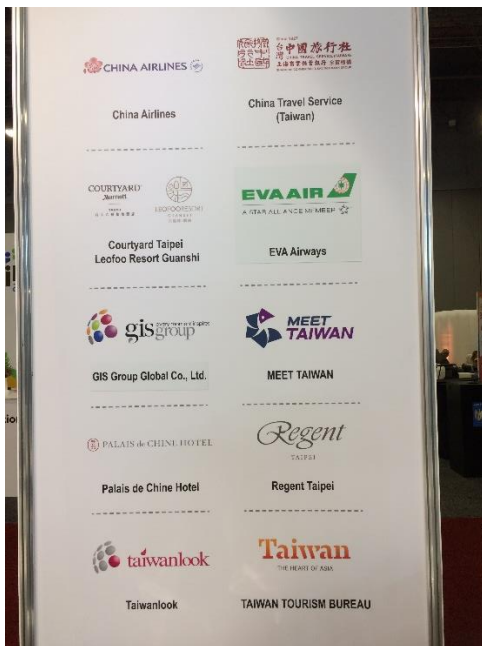 CHINA AIRLINES
China Airlines
台灣中國旅行社
China Travel Service
(Taiwan)
COURTYARD
Marriott
LEOFOO RESORT
GUANSHI
Courtyard Taipei
Leofoo Resort Guanshi
EVA AIR
A STAR ALLIANCE MEMBER
EVA Airways
gis group
GIS Group Global Co., Ltd.
MEET
TAIWAN
MEET TAIWAN
PALAIS de CHINE HOTEL
Palais de Chine Hotel
Regent
TAIPEI
Regent Taipei
taiwanlook
Taiwanlook
Taiwan
THE HEART OF ASIA
TAIWAN TOURISM BUREAU